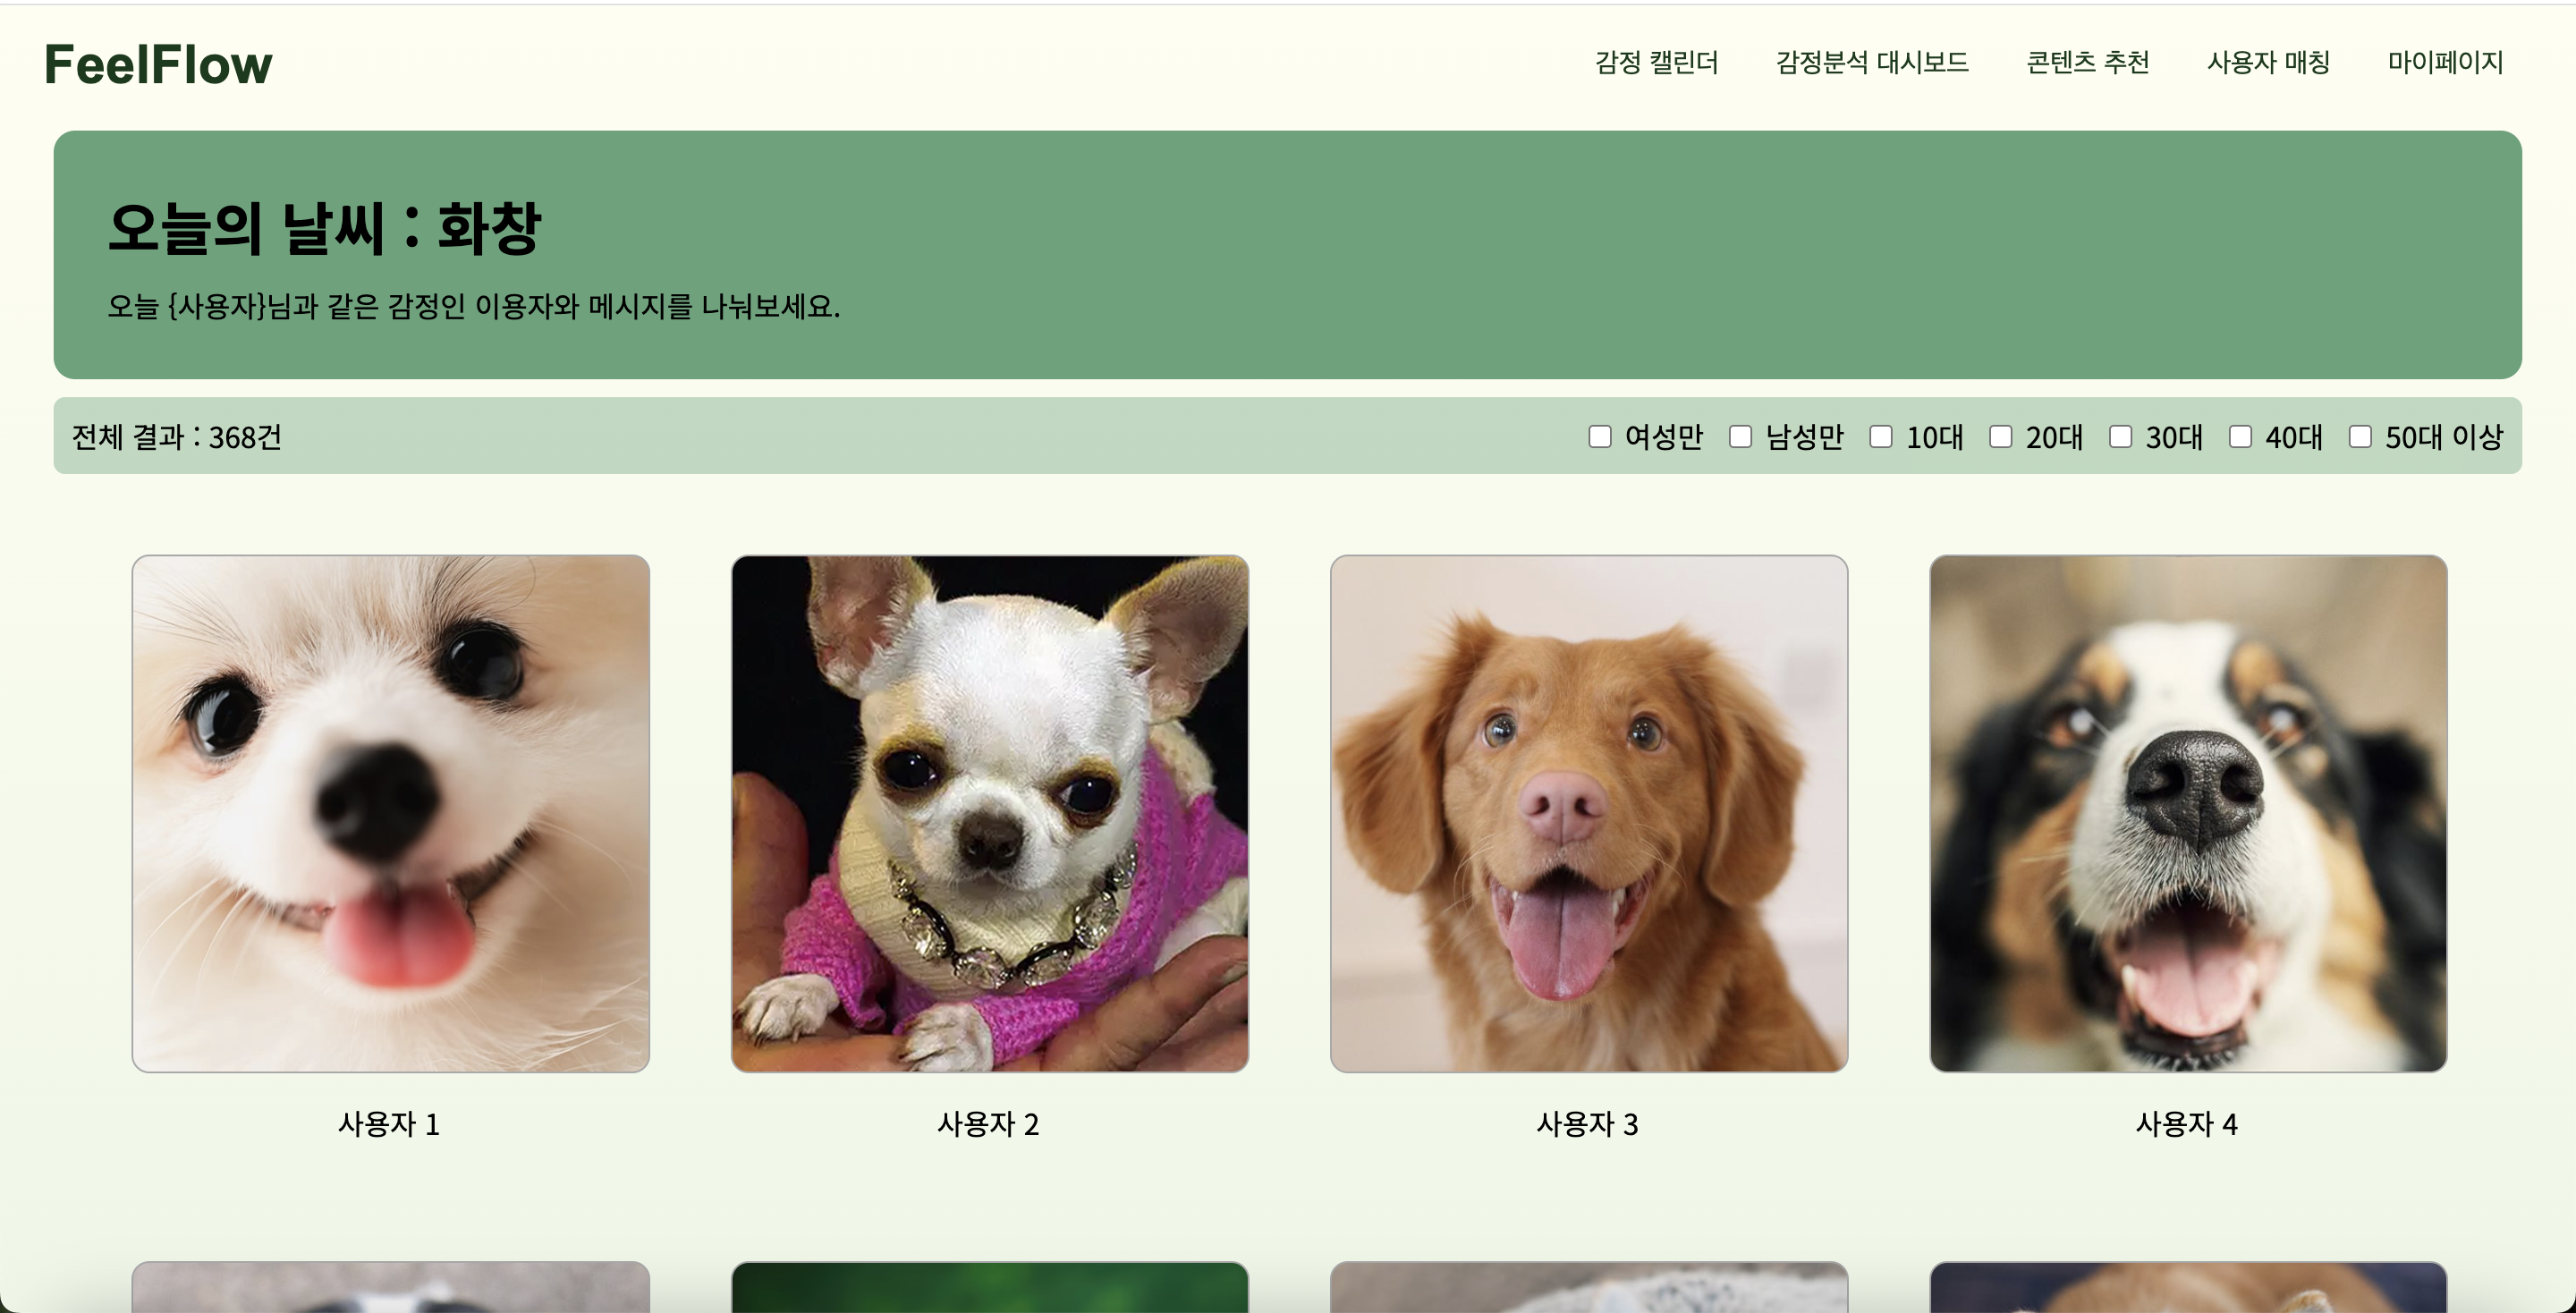 FeelFlow
감정 캘린더 감정분석 대시보드 콘텐츠 추천 사용자 매칭 마이페이지
오늘의 날씨 : 화창
오늘 {사용자}님과 같은 감정인 이용자와 메시지를 나눠보세요.
전체 결과 : 368건 여성만 남성만 10대 20대 30대 40대 50대 이상
사용자 1 사용자 2 사용자 3 사용자 4